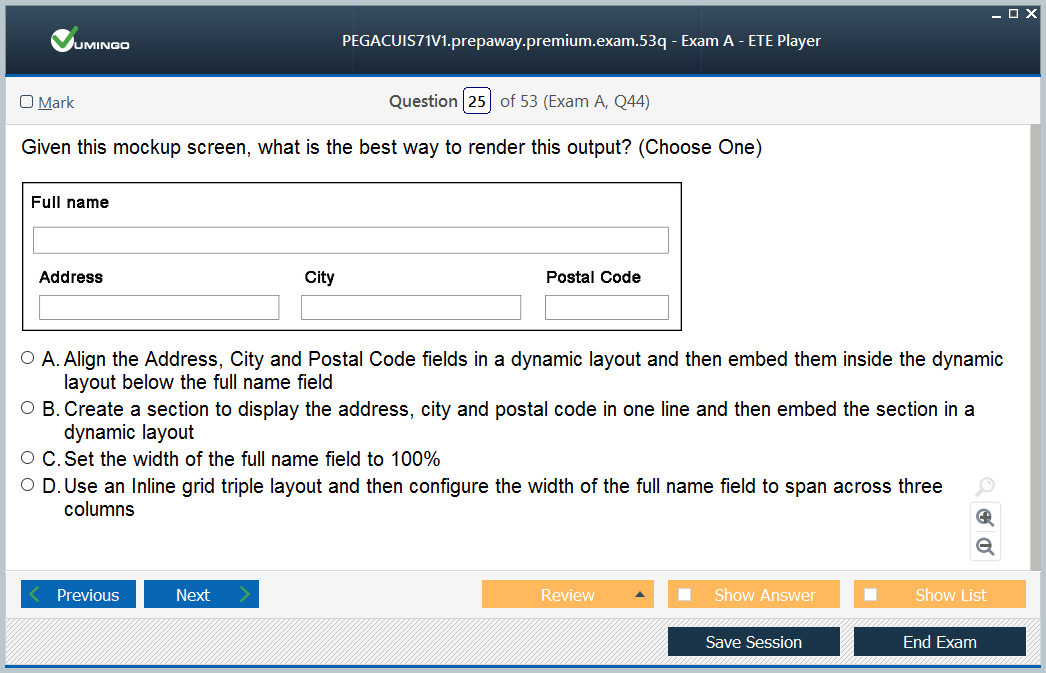 VUMINGO
PEGACUIS71V1.prepaway.premium.exam.53q - Exam A - ETE Player
Mark
Question 25 of 53 (Exam A, Q44)
Given this mockup screen, what is the best way to render this output? (Choose One)
Full name
Address City Postal Code
A. Align the Address, City and Postal Code fields in a dynamic layout and then embed them inside the dynamic
layout below the full name field
B. Create a section to display the address, city and postal code in one line and then embed the section in a
dynamic layout
C. Set the width of the full name field to 100%
D. Use an Inline grid triple layout and then configure the width of the full name field to span across three
columns
Previous Next Review Show Answer Show List
Save Session End Exam